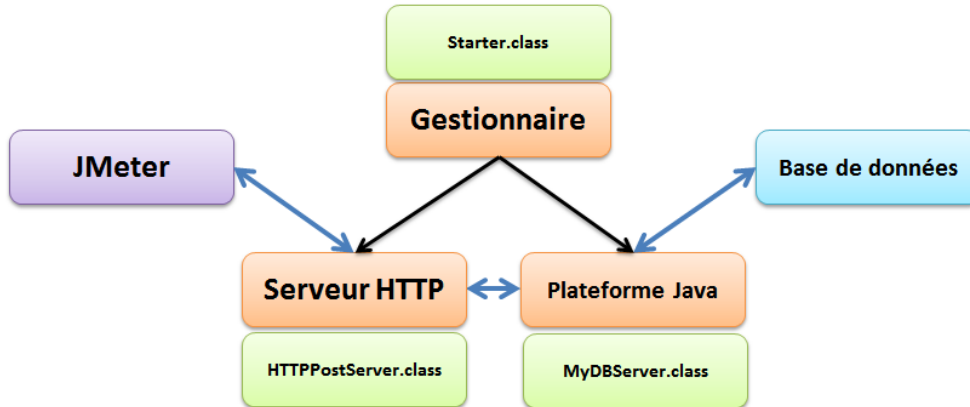 Starter.class
Gestionnaire
JMeter
Base de données
Serveur HTTP
Plateforme Java
HTTPPostServer.class
MyDBServer.class